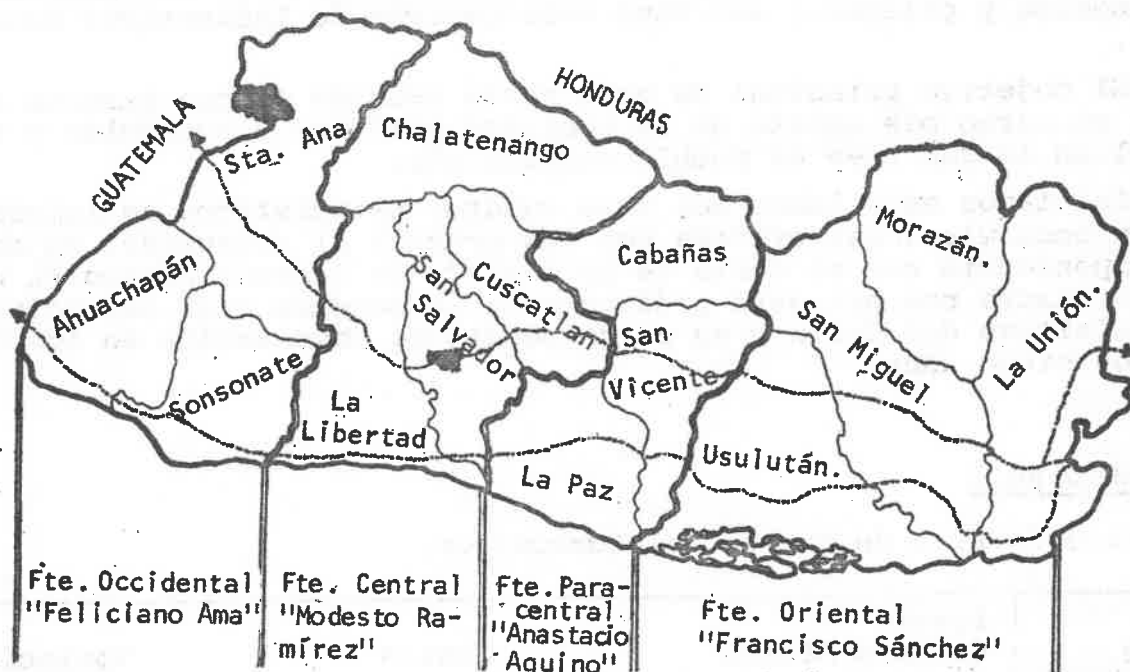 HONDURAS
GUATEMALA
Sta. Ana
Chalatenango
Cabañas
Morazán.
Ahuachapán
San
Salvador
Cuscatlan
San
Vicente
San Miguel
La Unión.
Sonsonate
La
Libertad
La Paz
Usulután.
Fte. Occidental
"Feliciano Ama"
Fte. Central
"Modesto Ra-
mírez"
Fte. Para-
central
"Anastacio
Aquino"
Fte. Oriental
"Francisco Sánchez"